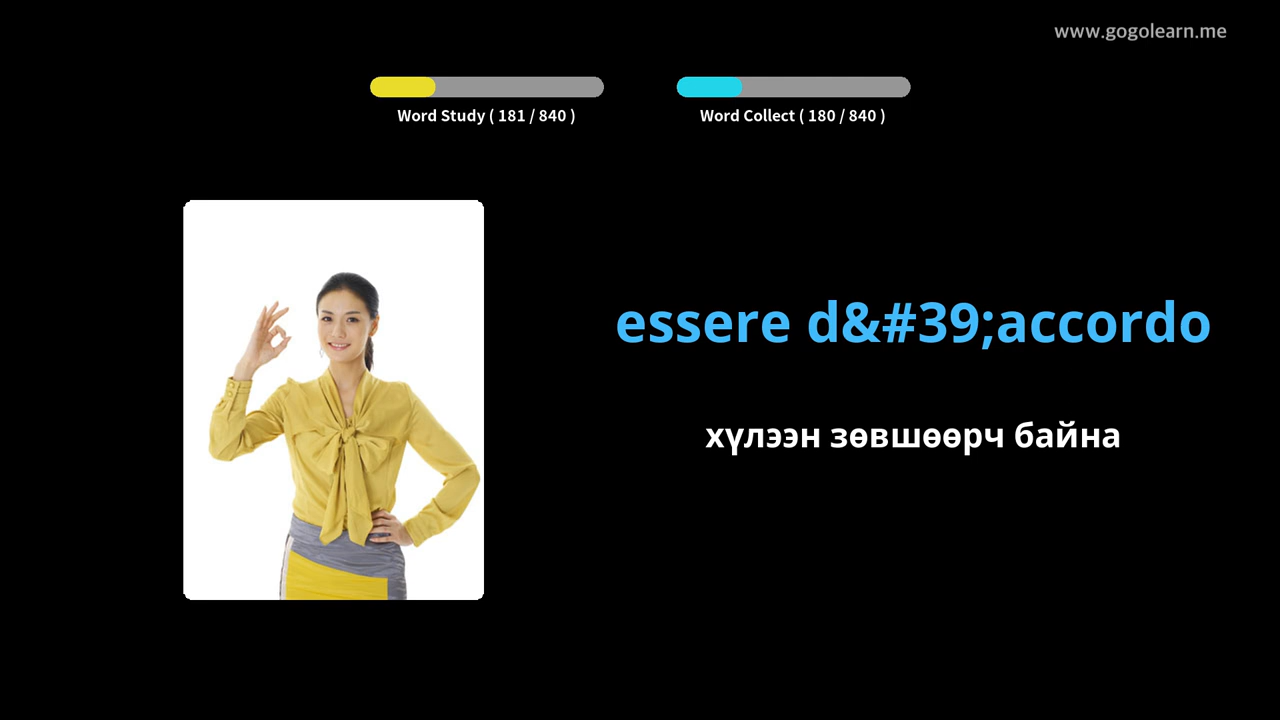 www.gogolearn.me
Word Study ( 181 / 840 )
Word Collect ( 180 / 840 )
essere d&#39;accordo
хүлээн зөвшөөрч байна